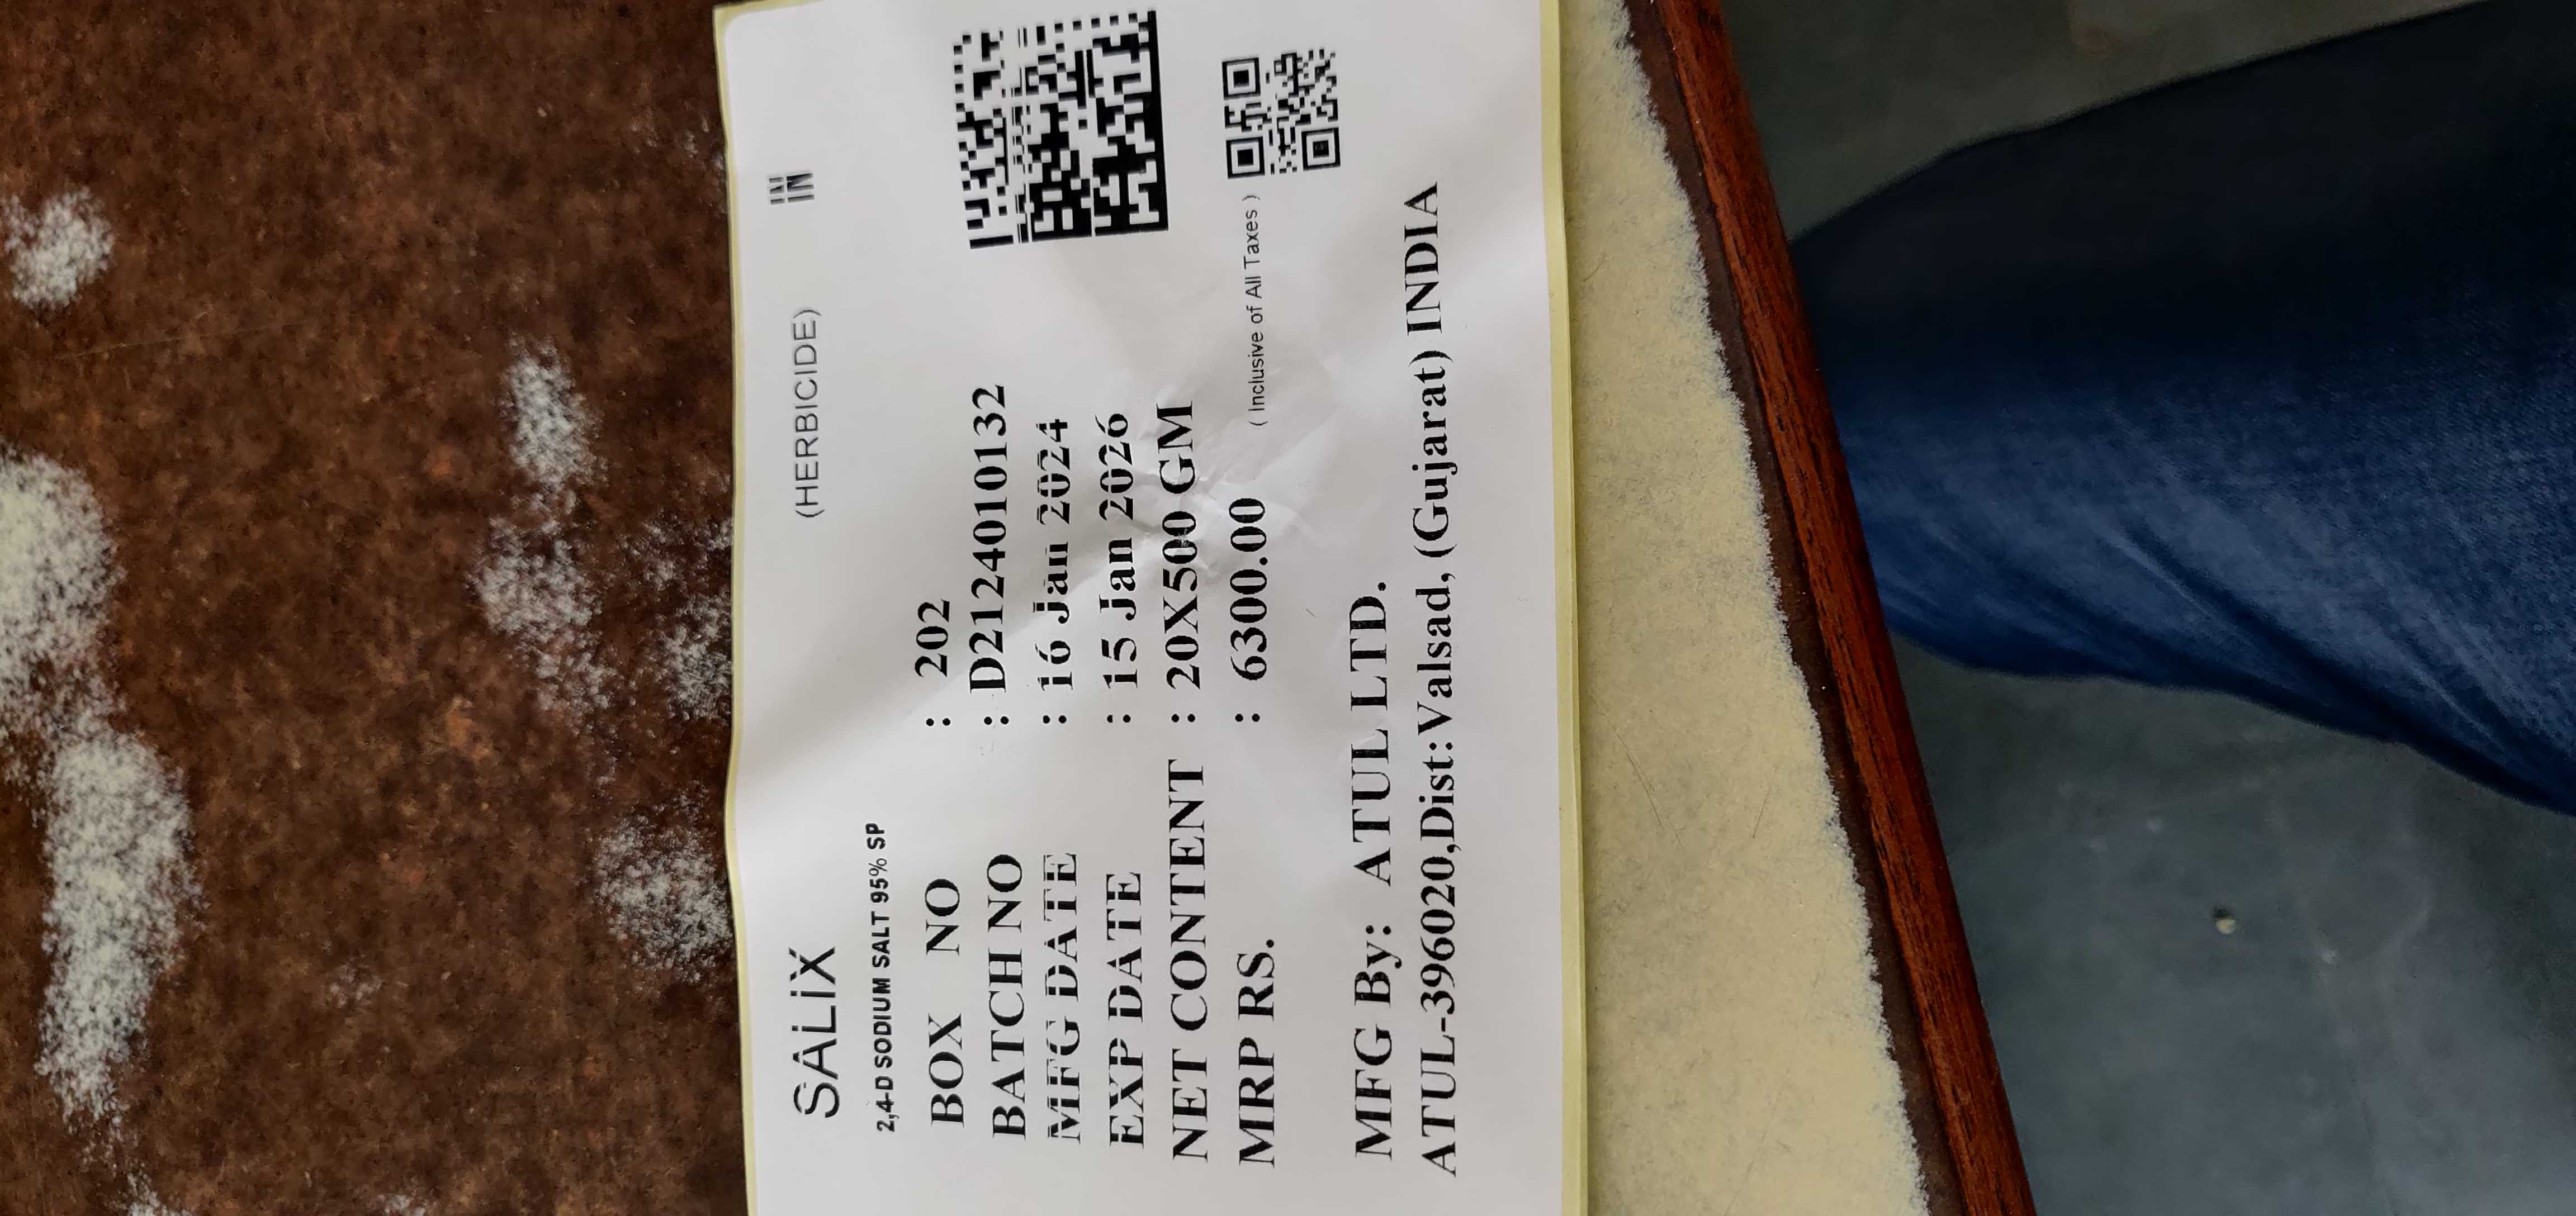 SALIX (HERBICIDE) IN
2,4-D SODIUM SALT 95% SP
BOX NO : 202
BATCH NO : D2124010132
MFG DATE : 16 Jan 2024
EXP DATE : 15 Jan 2026
NET CONTENT : 20X500 GM
MRP RS. : 6300.00 ( Inclusive of All Taxes )
MFG By: ATUL LTD.
ATUL-396020,Dist:Valsad, (Gujarat) INDIA